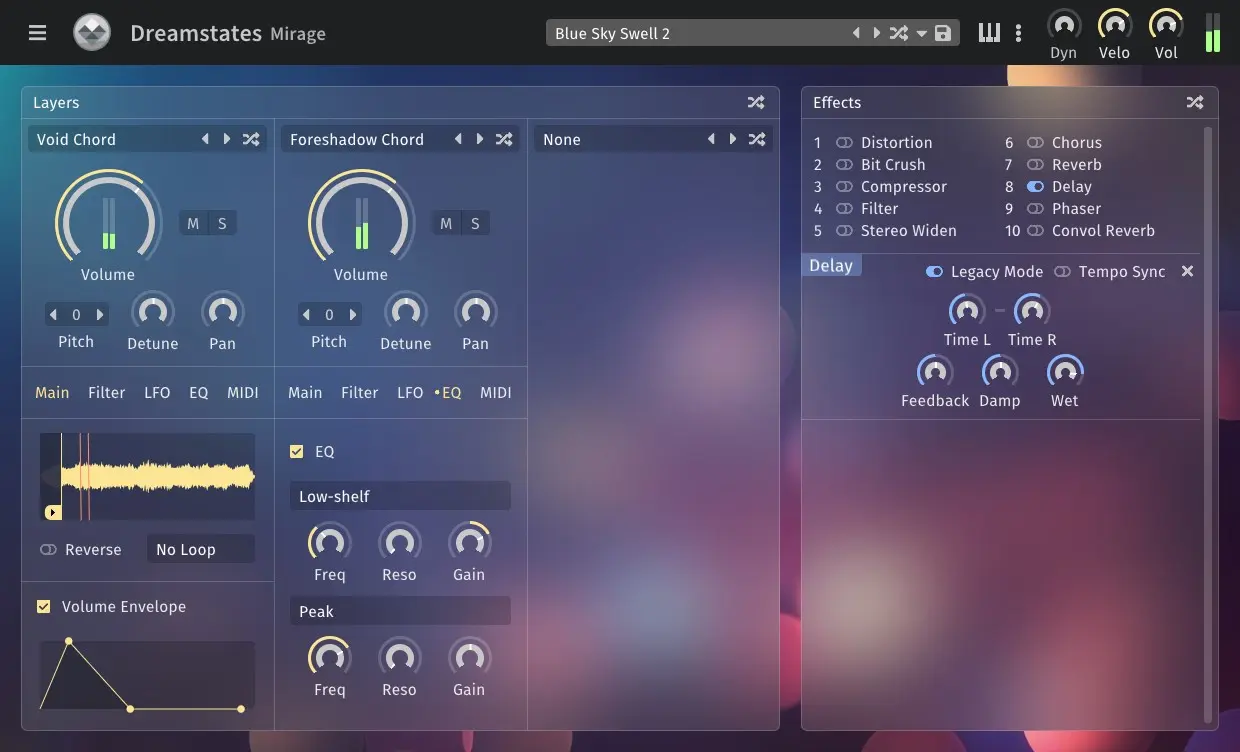 Dreamstates Mirage
Blue Sky Swell 2
Dyn Velo Vol
Layers
Void Chord
M S
Volume
0
Pitch Detune Pan
Main Filter LFO EQ MIDI
Reverse No Loop
Volume Envelope
Foreshadow Chord
M S
Volume
0
Pitch Detune Pan
Main Filter LFO •EQ MIDI
EQ
Low-shelf
Freq Reso Gain
Peak
Freq Reso Gain
None
Effects
1 Distortion
2 Bit Crush
3 Compressor
4 Filter
5 Stereo Widen
6 Chorus
7 Reverb
8 Delay
9 Phaser
10 Convol Reverb
Delay Legacy Mode Tempo Sync
Time L Time R
Feedback Damp Wet